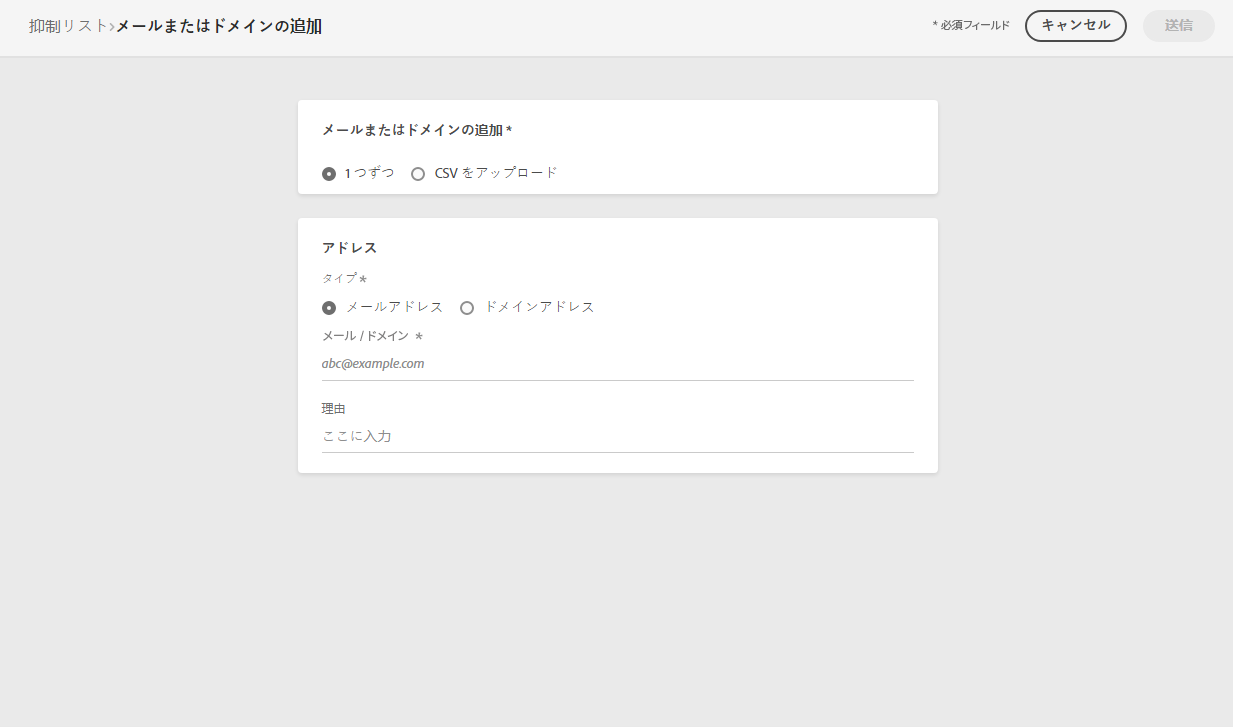 抑制リスト›メールまたはドメインの追加
* 必須フィールド
キャンセル
送信
メールまたはドメインの追加 *
1 つずつ
CSV をアップロード
アドレス
タイプ *
メールアドレス
ドメインアドレス
メール / ドメイン *
abc@example.com
理由
ここに入力